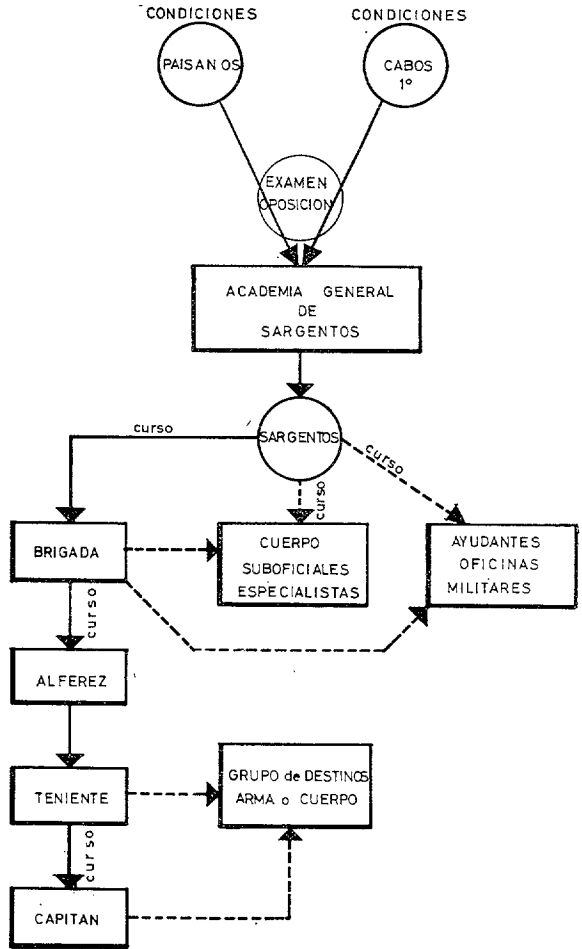 CONDICIONES
CONDICIONES
PAISANOS
CABOS
1º
EXAMEN
OPOSICION
ACADEMIA GENERAL
DE
SARGENTOS
SARGENTOS
curso
curso
curso
BRIGADA
CUERPO
SUBOFICIALES
ESPECIALISTAS
AYUDANTES
OFICINAS
MILITARES
curso
ALFEREZ
TENIENTE
GRUPO de DESTINOS
ARMA o CUERPO
curso
CAPITAN